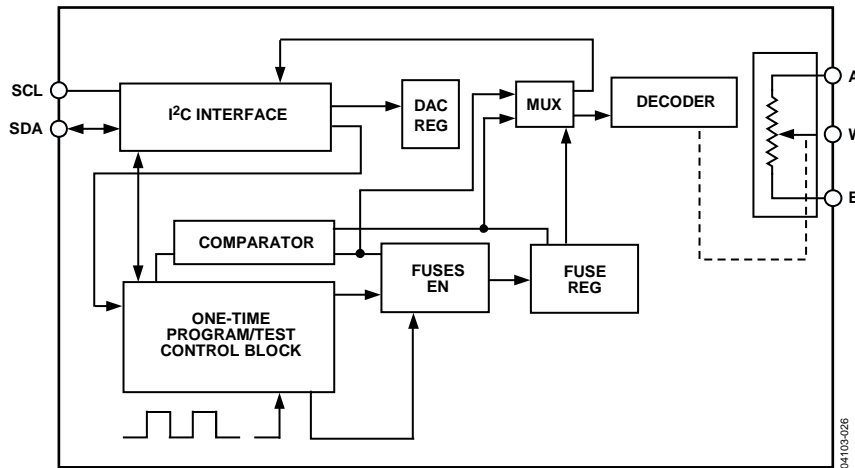 SCL
SDA
I²C INTERFACE
DAC
REG
MUX
DECODER
A
W
COMPARATOR
FUSES
EN
FUSE
REG
ONE-TIME
PROGRAM/TEST
CONTROL BLOCK
04103-026